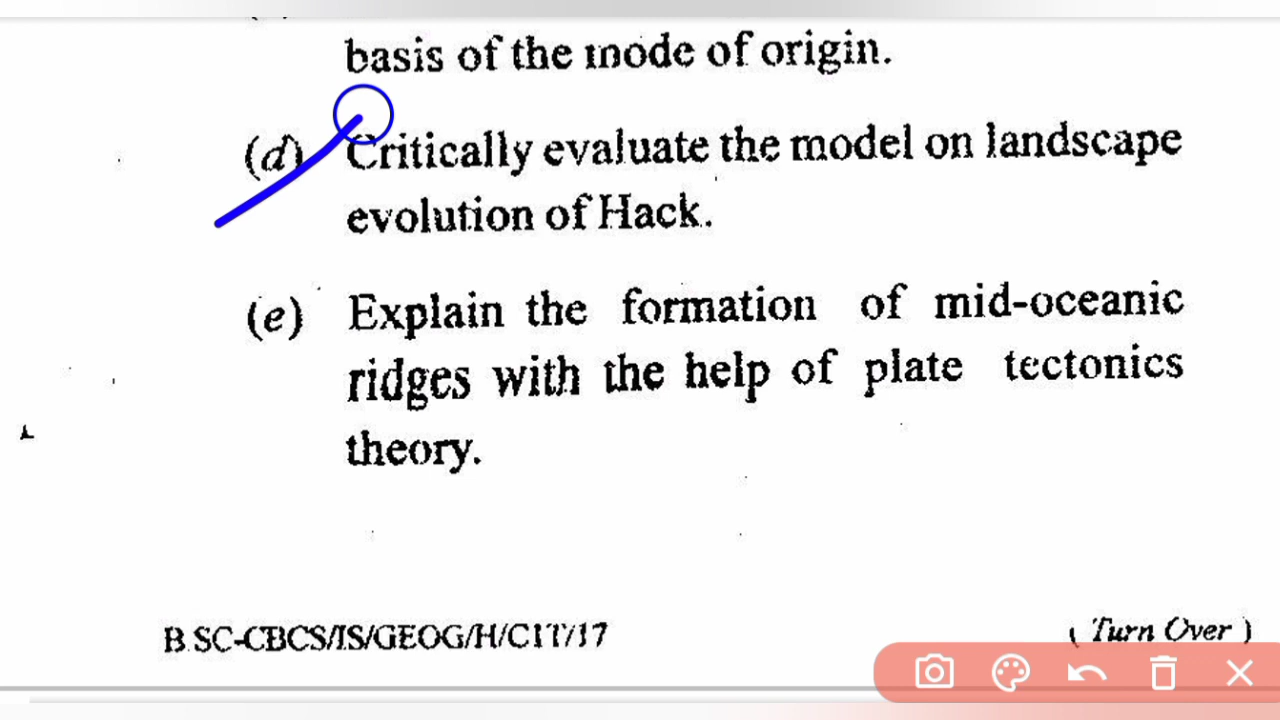 basis of the mode of origin.
(d) Critically evaluate the model on landscape
evolution of Hack.
(e) Explain the formation of mid-oceanic
ridges with the help of plate tectonics
theory.
B.SC-CBCS/IS/GEOG/H/C1T/17
( Turn Over )